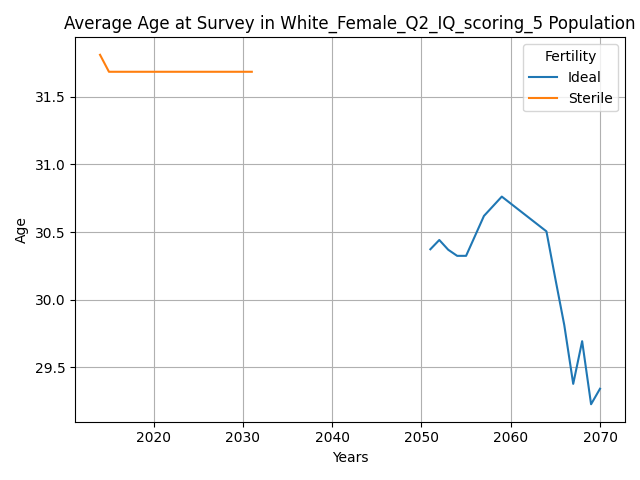 Average Age at Survey in White_Female_Q2_IQ_scoring_5 Population
Fertility
Ideal
Sterile
31.5
31.0
30.5
30.0
29.5
Age
2020 2030 2040 2050 2060 2070
Years